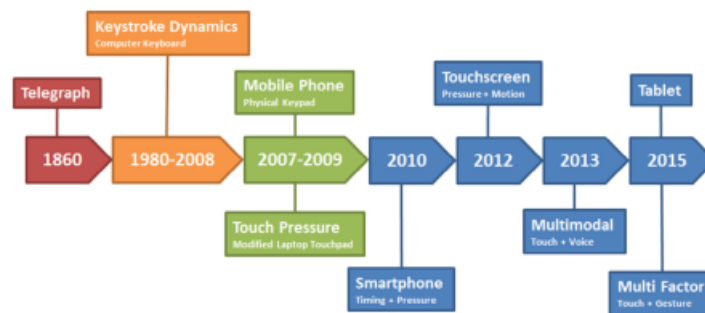 Keystroke Dynamics
Computer Keyboard
Telegraph
Mobile Phone
Physical Keypad
Touchscreen
Pressure + Motion
Tablet
1860
1980-2008
2007-2009
2010
2012
2013
2015
Touch Pressure
Modified Laptop Touchpad
Multimodal
Touch + Voice
Smartphone
Timing + Pressure
Multi Factor
Touch + Gesture